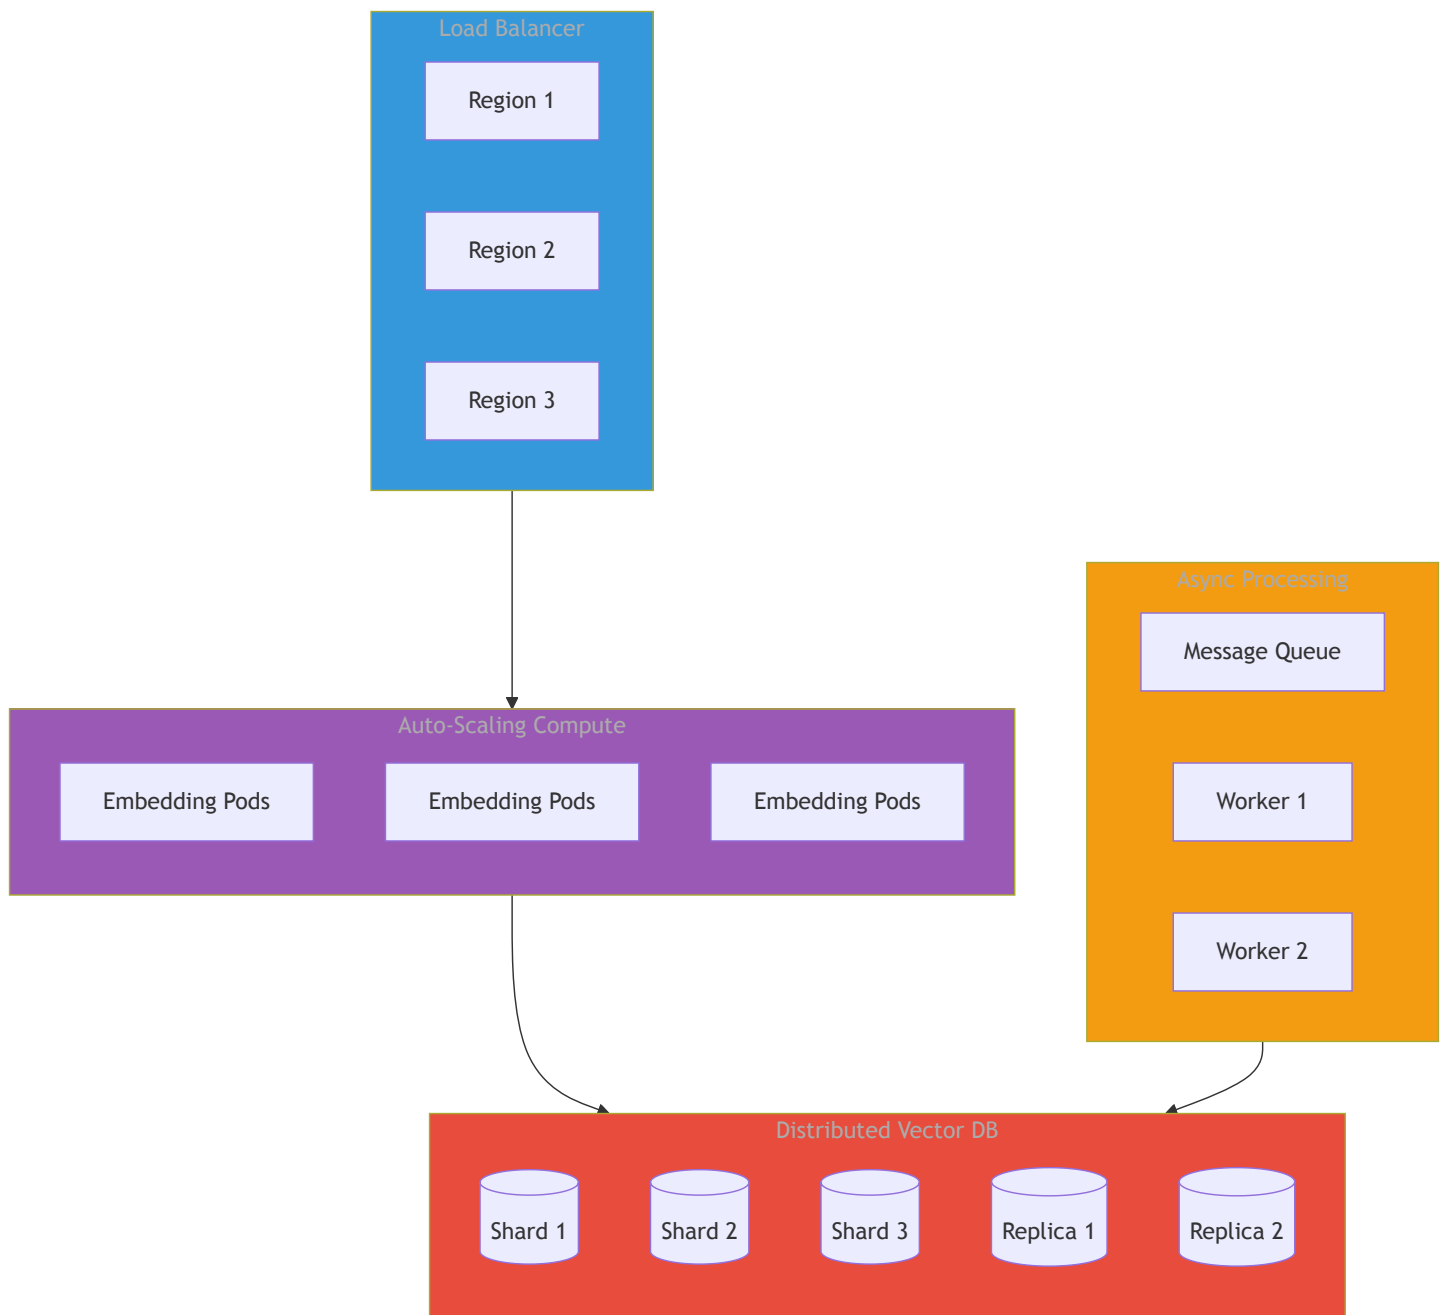 Load Balancer
Region 1
Region 2
Region 3
Auto-Scaling Compute
Embedding Pods
Embedding Pods
Embedding Pods
Async Processing
Message Queue
Worker 1
Worker 2
Distributed Vector DB
Shard 1
Shard 2
Shard 3
Replica 1
Replica 2